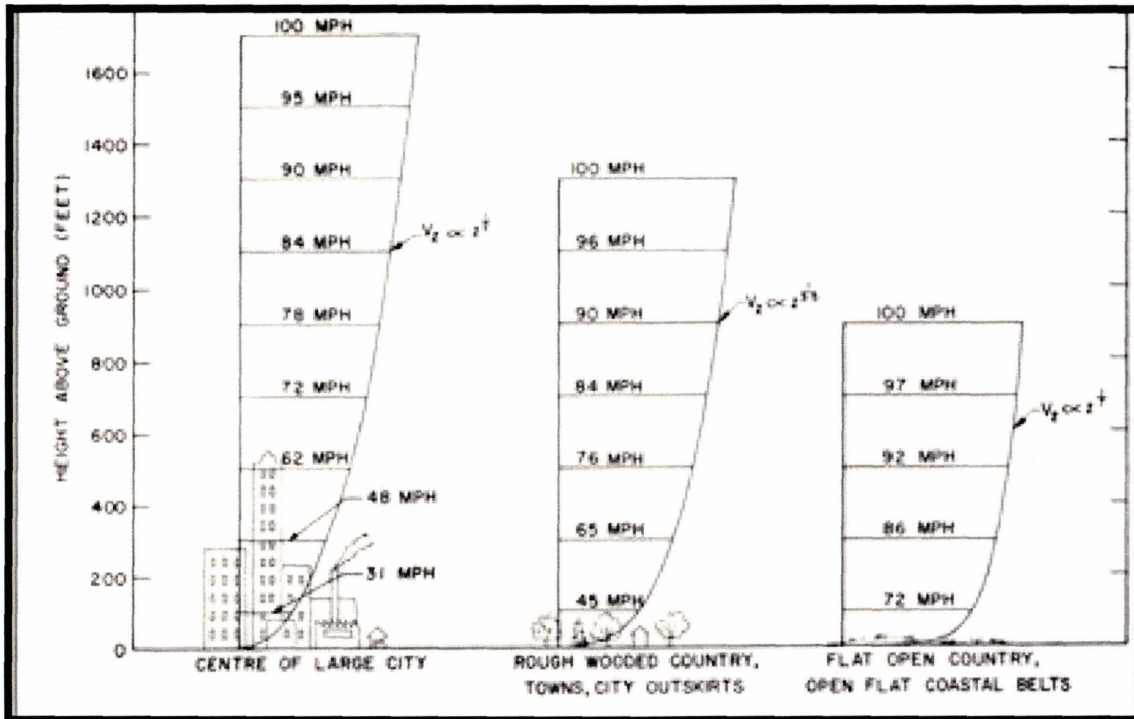 HEIGHT ABOVE GROUND (FEET)
1600
1400
1200
1000
800
600
400
200
0
100 MPH
95 MPH
90 MPH
84 MPH
78 MPH
72 MPH
62 MPH
48 MPH
31 MPH
CENTRE OF LARGE CITY
100 MPH
96 MPH
90 MPH
84 MPH
76 MPH
65 MPH
45 MPH
ROUGH WOODED COUNTRY,
TOWNS, CITY OUTSKIRTS
100 MPH
97 MPH
92 MPH
86 MPH
72 MPH
FLAT OPEN COUNTRY,
OPEN FLAT COASTAL BELTS